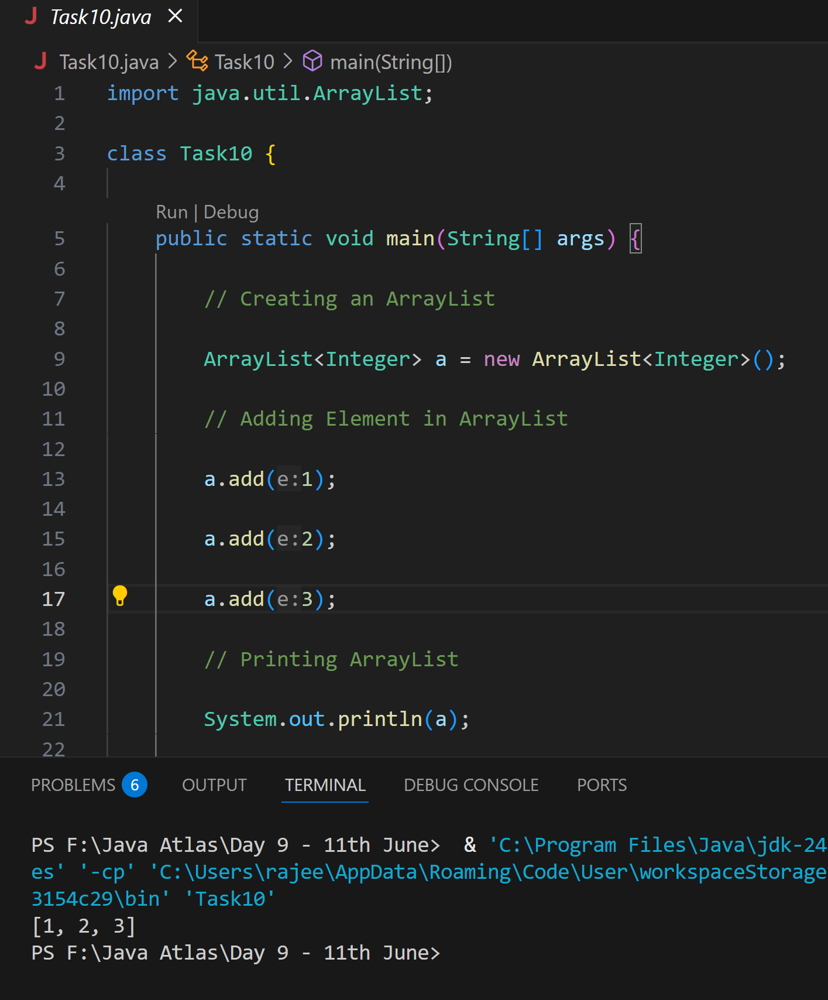 J Task10.java ×
J Task10.java > Task10 > main(String[])
1 import java.util.ArrayList;
2
3 class Task10 {
4
Run | Debug
5 public static void main(String[] args) {
6
7 // Creating an ArrayList
8
9 ArrayList<Integer> a = new ArrayList<Integer>();
10
11 // Adding Element in ArrayList
12
13 a.add(e:1);
14
15 a.add(e:2);
16
17 a.add(e:3);
18
19 // Printing ArrayList
20
21 System.out.println(a);
22
PROBLEMS 6 OUTPUT TERMINAL DEBUG CONSOLE PORTS
PS F:\Java Atlas\Day 9 - 11th June>  & 'C:\Program Files\Java\jdk-24
es' '-cp' 'C:\Users\rajee\AppData\Roaming\Code\User\workspaceStorage
3154c29\bin' 'Task10'
[1, 2, 3]
PS F:\Java Atlas\Day 9 - 11th June>